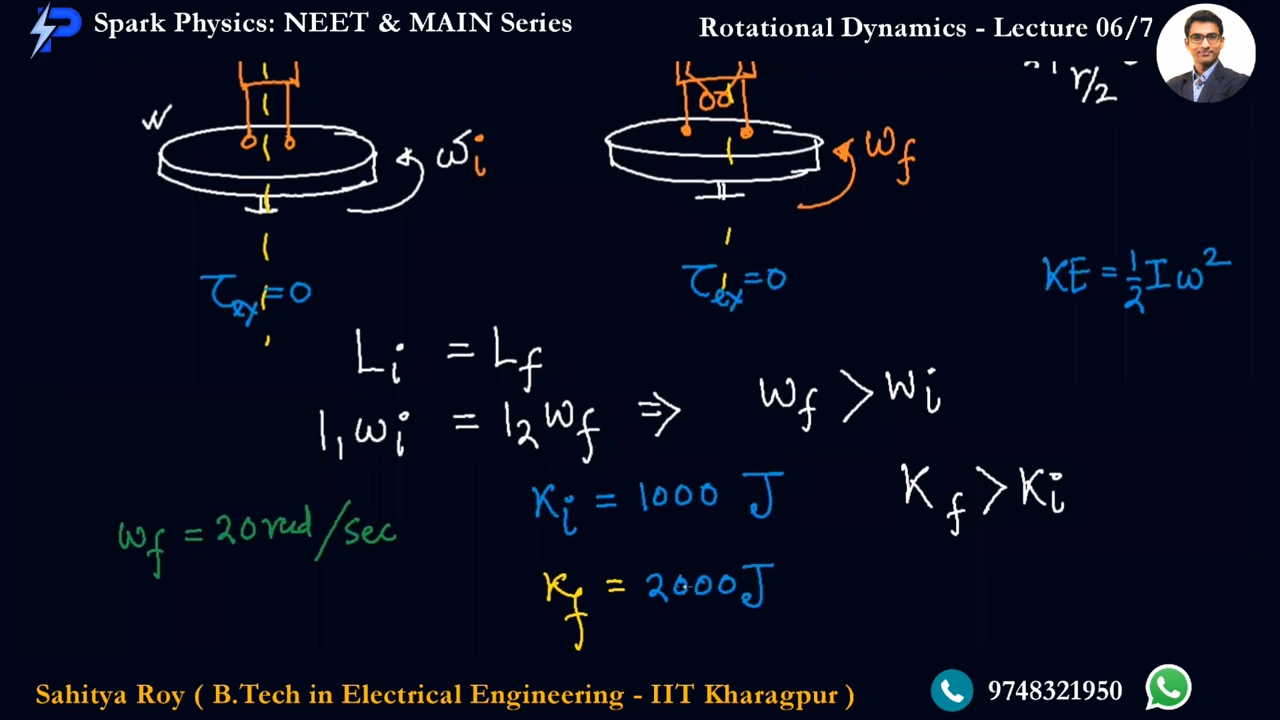 Spark Physics: NEET & MAIN Series
Rotational Dynamics - Lecture 06/7
r/2
W
ωi
ωf
τex=0
τex=0
KE = 1/2 I ω²
Li = Lf
I₁ωi = I₂ωf ⇒ ωf > ωi
Ki = 1000 J
Kf > Ki
ωf = 20 rad/sec
Kf = 2000 J
Sahitya Roy ( B.Tech in Electrical Engineering - IIT Kharagpur )
9748321950